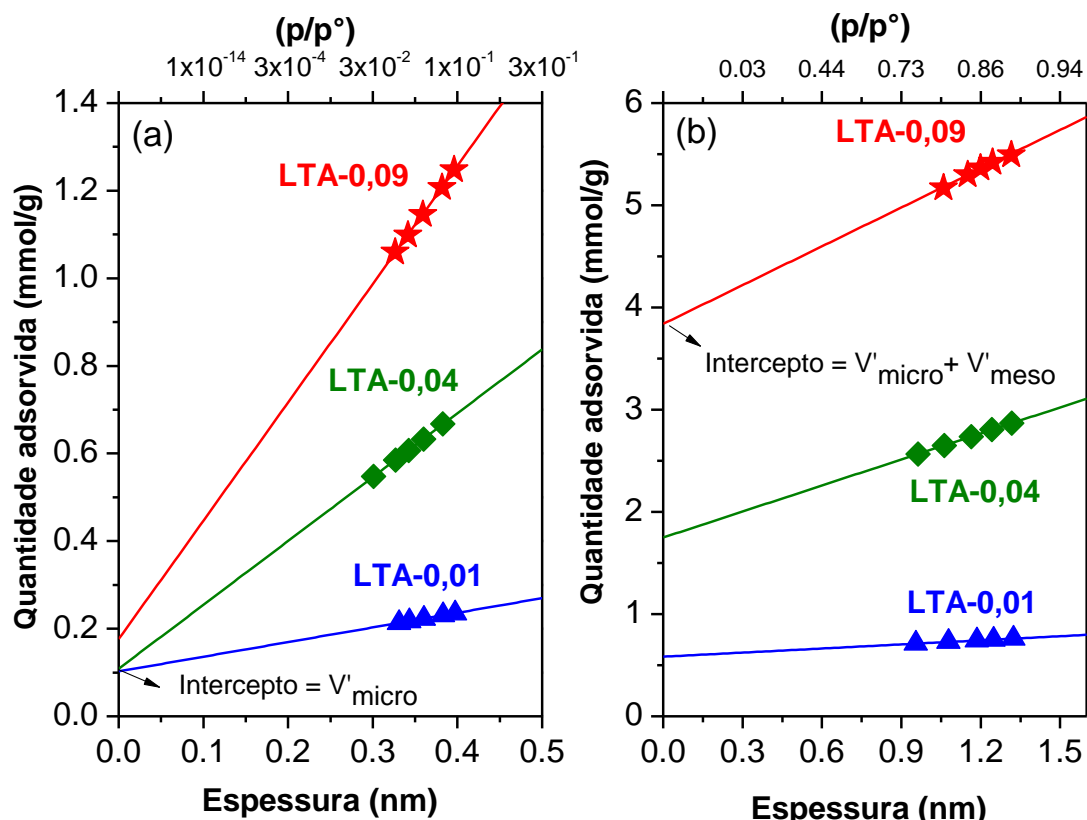 (p/p°)
1x10-14 3x10-4 3x10-2 1x10-1 3x10-1
(a)
LTA-0,09
LTA-0,04
LTA-0,01
Intercepto = V'micro
Quantidade adsorvida (mmol/g)
1.4
1.2
1.0
0.8
0.6
0.4
0.2
0.0
0.0 0.1 0.2 0.3 0.4 0.5
Espessura (nm)
(p/p°)
0.03 0.44 0.73 0.86 0.94
(b)
LTA-0,09
Intercepto = V'micro+ V'meso
LTA-0,04
LTA-0,01
Quantidade adsorvida (mmol/g)
6
5
4
3
2
1
0
0.0 0.3 0.6 0.9 1.2 1.5
Espessura (nm)